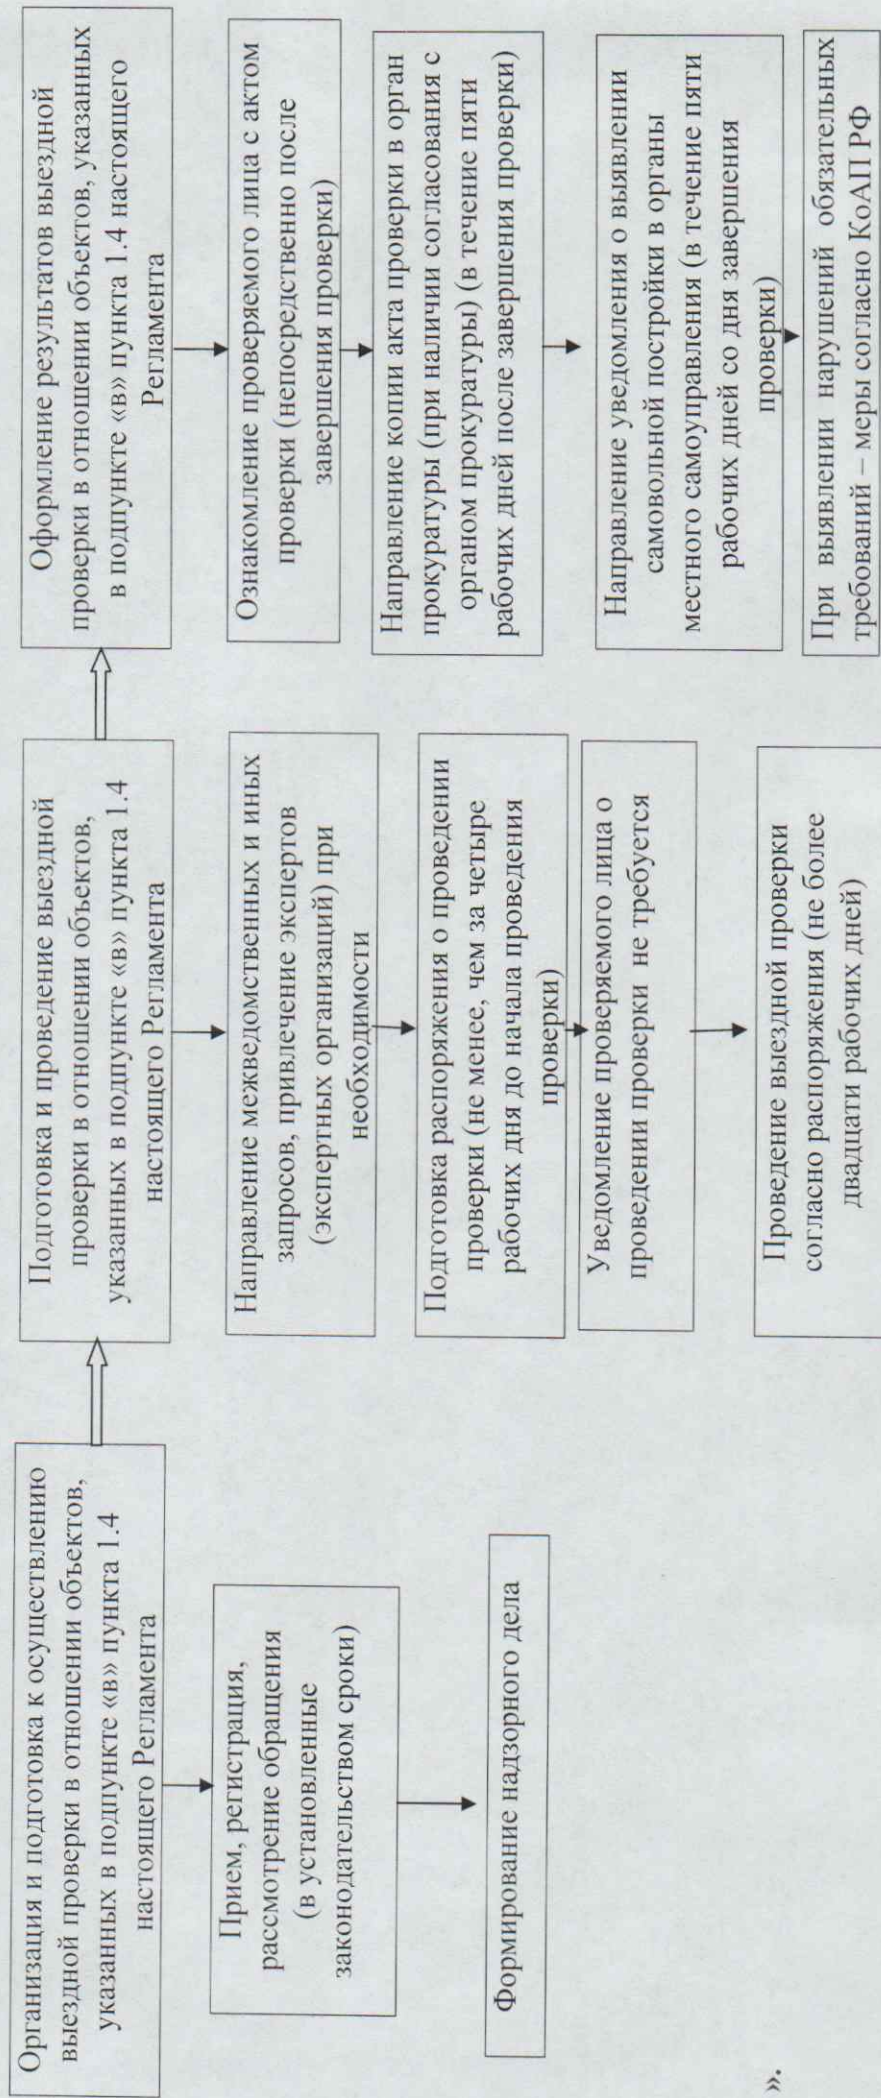 Организация и подготовка к осуществлению
выездной проверки в отношении объектов,
указанных в подпункте «в» пункта 1.4
настоящего Регламента
Прием, регистрация,
рассмотрение обращения
(в установленные
законодательством сроки)
Формирование надзорного дела
Подготовка и проведение выездной
проверки в отношении объектов,
указанных в подпункте «в» пункта 1.4
настоящего Регламента
Направление межведомственных и иных
запросов, привлечение экспертов
(экспертных организаций) при
необходимости
Подготовка распоряжения о проведении
проверки (не менее, чем за четыре
рабочих дня до начала проведения
проверки)
Уведомление проверяемого лица о
проведении проверки не требуется
Проведение выездной проверки
согласно распоряжения (не более
двадцати рабочих дней)
Оформление результатов выездной
проверки в отношении объектов, указанных
в подпункте «в» пункта 1.4 настоящего
Регламента
Ознакомление проверяемого лица с актом
проверки (непосредственно после
завершения проверки)
Направление копии акта проверки в орган
прокуратуры (при наличии согласования с
органом прокуратуры) (в течение пяти
рабочих дней после завершения проверки)
Направление уведомления о выявлении
самовольной постройки в органы
местного самоуправления (в течение пяти
рабочих дней со дня завершения
проверки)
При выявлении нарушений обязательных
требований – меры согласно КоАП РФ
».